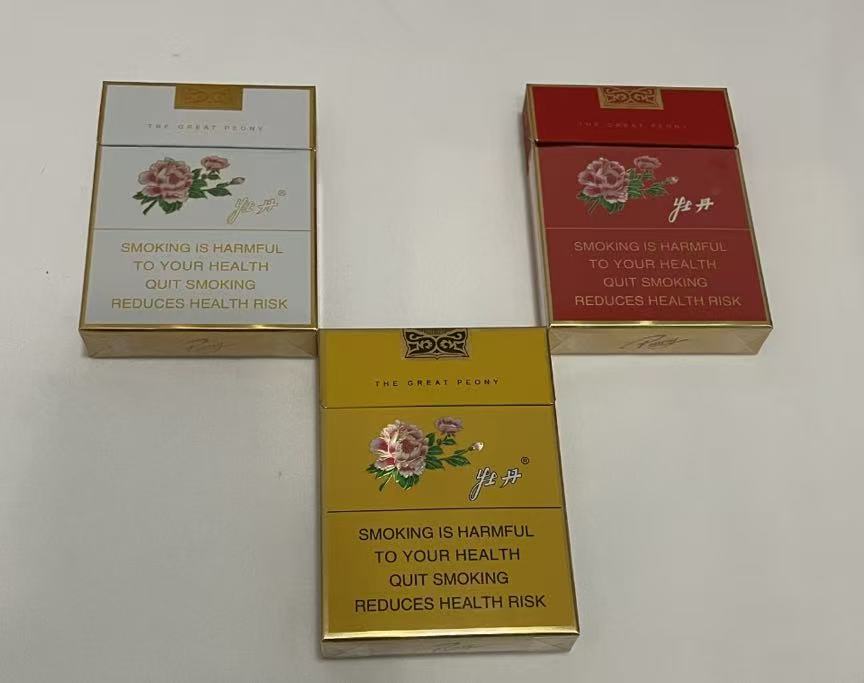 THE GREAT PEONY
牡丹®
SMOKING IS HARMFUL
TO YOUR HEALTH
QUIT SMOKING
REDUCES HEALTH RISK
THE GREAT PEONY
牡丹
SMOKING IS HARMFUL
TO YOUR HEALTH
QUIT SMOKING
REDUCES HEALTH RISK
THE GREAT PEONY
牡丹®
SMOKING IS HARMFUL
TO YOUR HEALTH
QUIT SMOKING
REDUCES HEALTH RISK